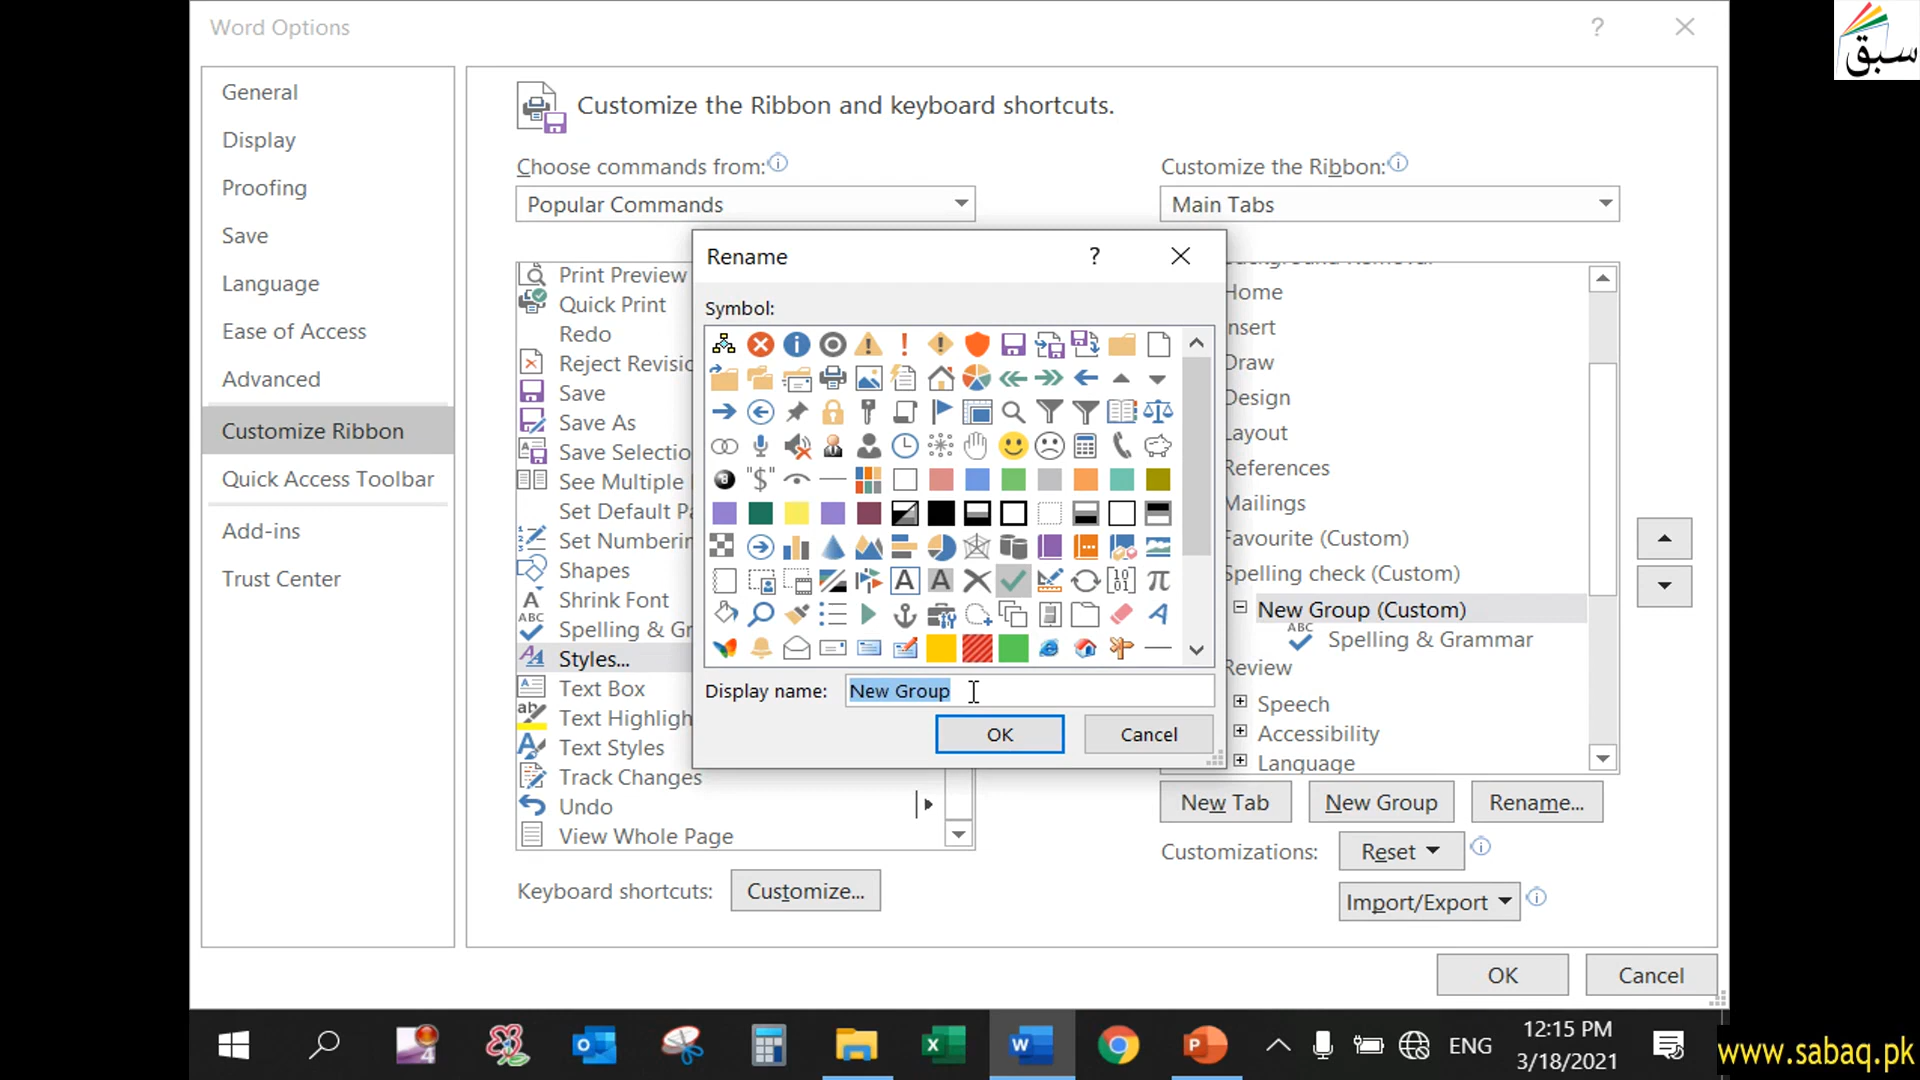 Word Options
?
سبق
General
Display
Proofing
Save
Language
Ease of Access
Advanced
Customize Ribbon
Quick Access Toolbar
Add-ins
Trust Center
Customize the Ribbon and keyboard shortcuts.
Choose commands from:
Popular Commands
Print Preview
Quick Print
Redo
Reject Revisio
Save
Save As
Save Selectio
See Multiple
Set Default Pa
Set Numberin
Shapes
Shrink Font
Spelling & Gr
Styles...
Text Box
Text Highligh
Text Styles
Track Changes
Undo
View Whole Page
Keyboard shortcuts:
Customize...
Rename
?
Symbol:
Display name:
New Group
OK
Cancel
Customize the Ribbon:
Main Tabs
Home
Insert
Draw
Design
Layout
References
Mailings
Favourite (Custom)
Spelling check (Custom)
New Group (Custom)
ABC
Spelling & Grammar
Review
Speech
Accessibility
Language
New Tab
New Group
Rename...
Customizations:
Reset
Import/Export
OK
Cancel
ENG
12:15 PM
3/18/2021
www.sabaq.pk